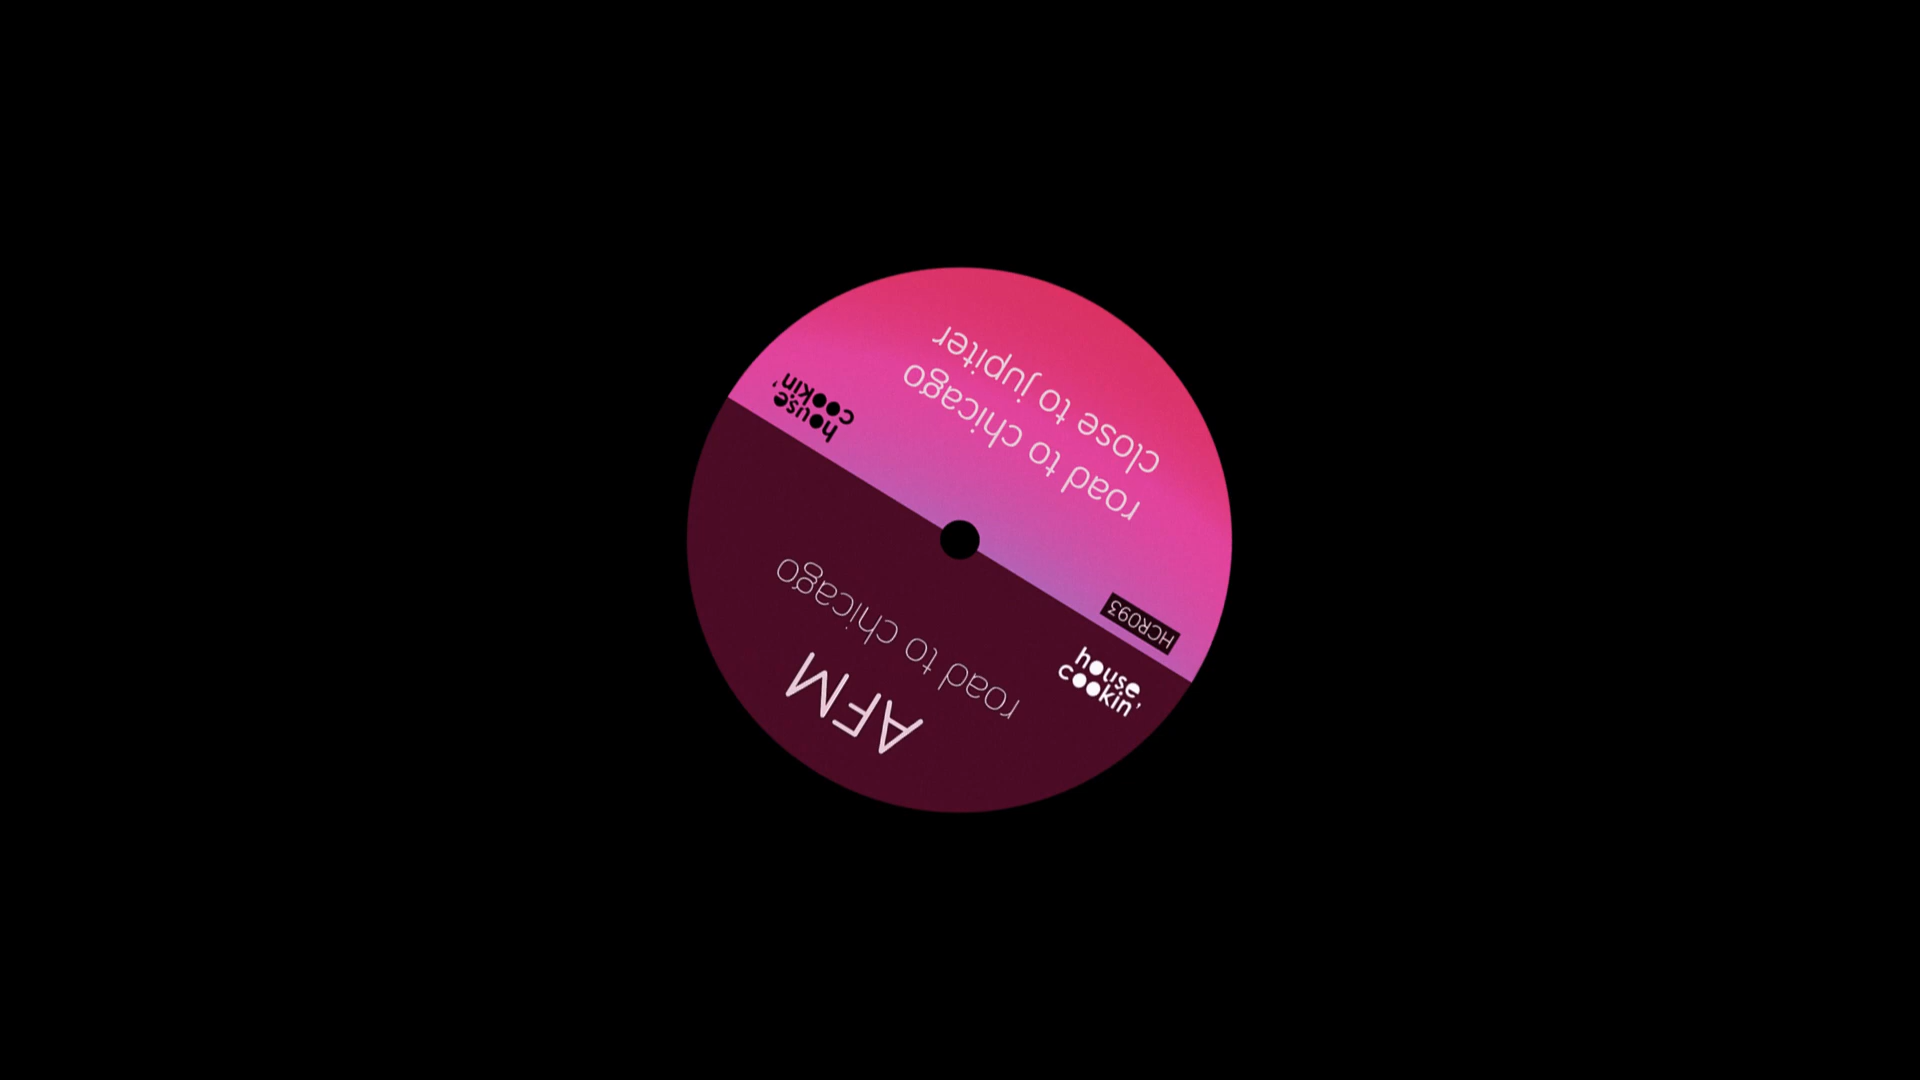 AFM
road to chicago
house
cookin'
HCR093
house
cookin'
road to chicago
close to jupiter